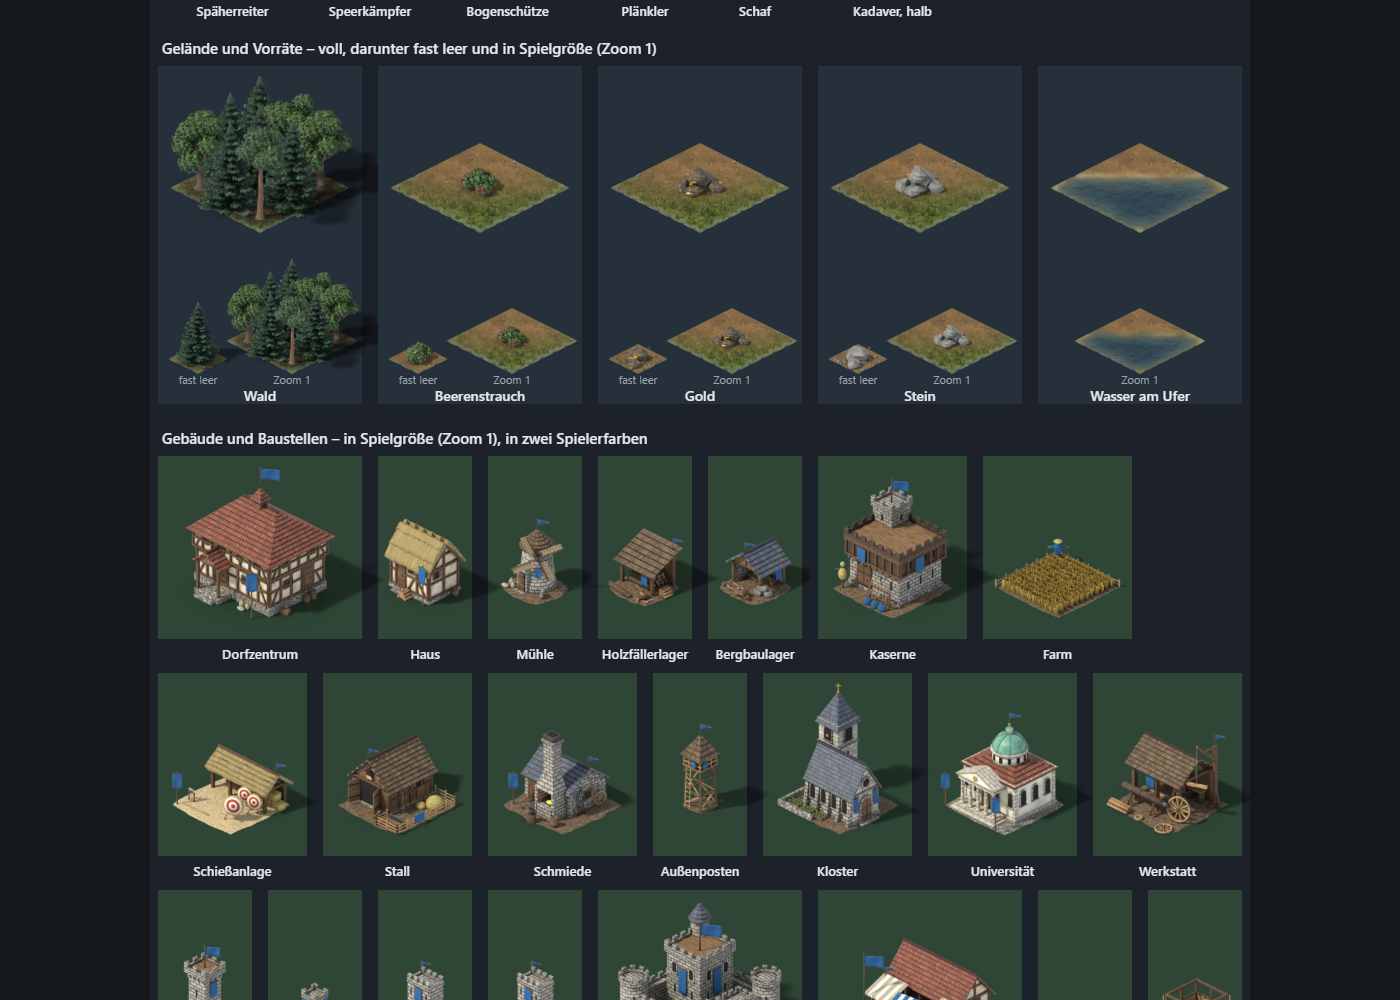 Späherreiter Speerkämpfer Bogenschütze Plänkler Schaf Kadaver, halb
Gelände und Vorräte – voll, darunter fast leer und in Spielgröße (Zoom 1)
fast leer Zoom 1 fast leer Zoom 1 fast leer Zoom 1 fast leer Zoom 1 Zoom 1
Wald Beerenstrauch Gold Stein Wasser am Ufer
Gebäude und Baustellen – in Spielgröße (Zoom 1), in zwei Spielerfarben
Dorfzentrum Haus Mühle Holzfällerlager Bergbaulager Kaserne Farm
Schießanlage Stall Schmiede Außenposten Kloster Universität Werkstatt